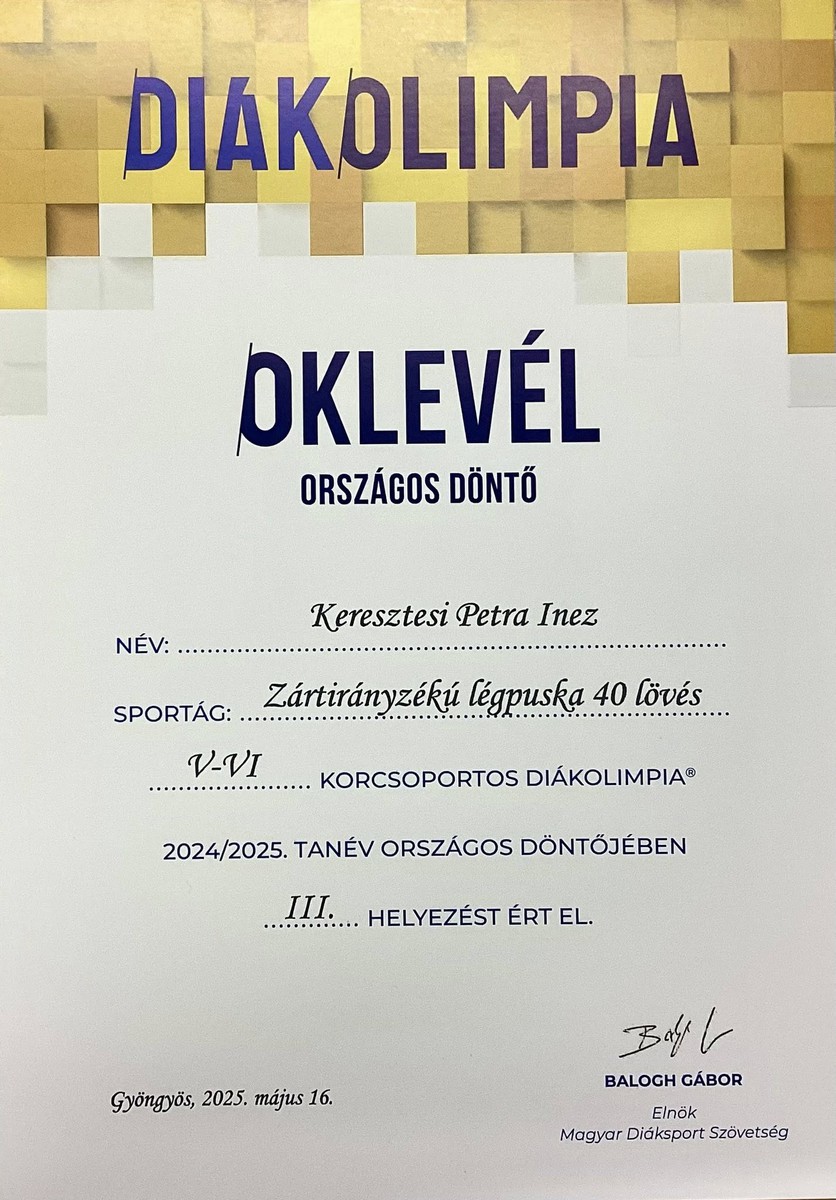 DIÁKOLIMPIA
OKLEVÉL
ORSZÁGOS DÖNTŐ
NÉV: Keresztesi Petra Inez
SPORTÁG: Zártirányzékú légpuska 40 lövés
V-VI KORCSOPORTOS DIÁKOLIMPIA®
2024/2025. TANÉV ORSZÁGOS DÖNTŐJÉBEN
III. HELYEZÉST ÉRT EL.
Gyöngyös, 2025. május 16.
BALOGH GÁBOR
Elnök
Magyar Diáksport Szövetség